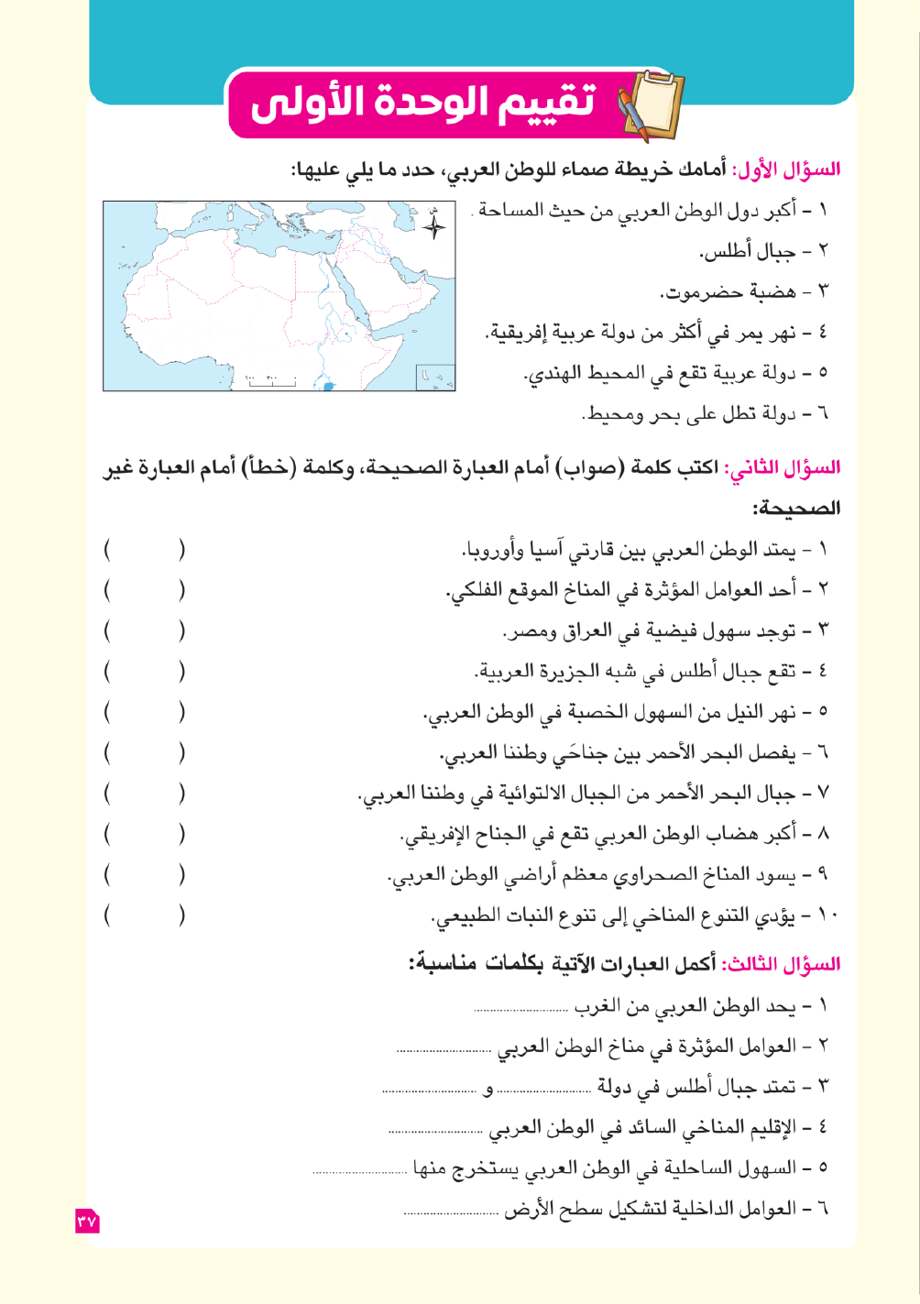 تقييم الوحدة الأولى
السؤال الأول: أمامك خريطة صماء للوطن العربي، حدد ما يلي عليها:
١ - أكبر دول الوطن العربي من حيث المساحة .
٢ - جبال أطلس.
٣ - هضبة حضرموت.
٤ - نهر يمر في أكثر من دولة عربية إفريقية.
٥ - دولة عربية تقع في المحيط الهندي.
٦ - دولة تطل على بحر ومحيط.
السؤال الثاني: اكتب كلمة (صواب) أمام العبارة الصحيحة، وكلمة (خطأ) أمام العبارة غير
الصحيحة:
١ - يمتد الوطن العربي بين قارتي آسيا وأوروبا. ( )
٢ - أحد العوامل المؤثرة في المناخ الموقع الفلكي. ( )
٣ - توجد سهول فيضية في العراق ومصر. ( )
٤ - تقع جبال أطلس في شبه الجزيرة العربية. ( )
٥ - نهر النيل من السهول الخصبة في الوطن العربي. ( )
٦ - يفصل البحر الأحمر بين جناحَي وطننا العربي. ( )
٧ - جبال البحر الأحمر من الجبال الالتوائية في وطننا العربي. ( )
٨ - أكبر هضاب الوطن العربي تقع في الجناح الإفريقي. ( )
٩ - يسود المناخ الصحراوي معظم أراضي الوطن العربي. ( )
١٠ - يؤدي التنوع المناخي إلى تنوع النبات الطبيعي. ( )
السؤال الثالث: أكمل العبارات الآتية بكلمات مناسبة:
١ - يحد الوطن العربي من الغرب ..............................
٢ - العوامل المؤثرة في مناخ الوطن العربي ..............................
٣ - تمتد جبال أطلس في دولة .............................. و ..............................
٤ - الإقليم المناخي السائد في الوطن العربي ..............................
٥ - السهول الساحلية في الوطن العربي يستخرج منها ..............................
٦ - العوامل الداخلية لتشكيل سطح الأرض ..............................
٣٧